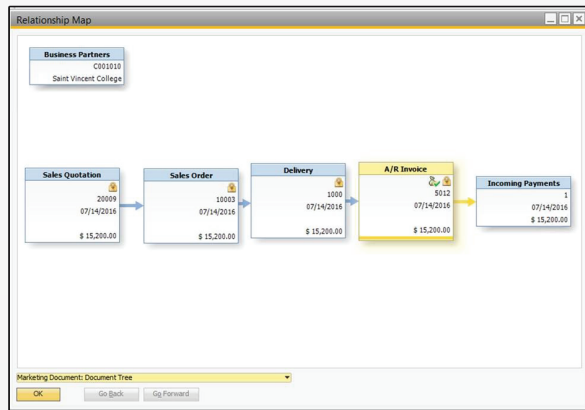 Relationship Map
Business Partners
C001010
Saint Vincent College
Sales Quotation
20009
07/14/2016
$ 15,200.00
Sales Order
10003
07/14/2016
$ 15,200.00
Delivery
1000
07/14/2016
$ 15,200.00
A/R Invoice
5012
07/14/2016
$ 15,200.00
Incoming Payments
1
07/14/2016
$ 15,200.00
Marketing Document: Document Tree
OK
Go Back
Go Forward